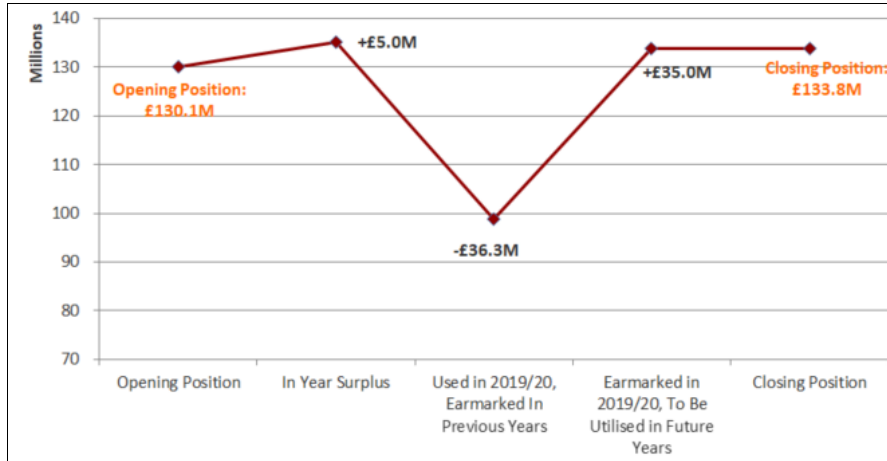 Millions
140
130
120
110
100
90
80
70
Opening Position:
£130.1M
+£5.0M
-£36.3M
+£35.0M
Closing Position:
£133.8M
Opening Position
In Year Surplus
Used in 2019/20,
Earmarked In
Previous Years
Earmarked in
2019/20, To Be
Utilised in Future
Years
Closing Position